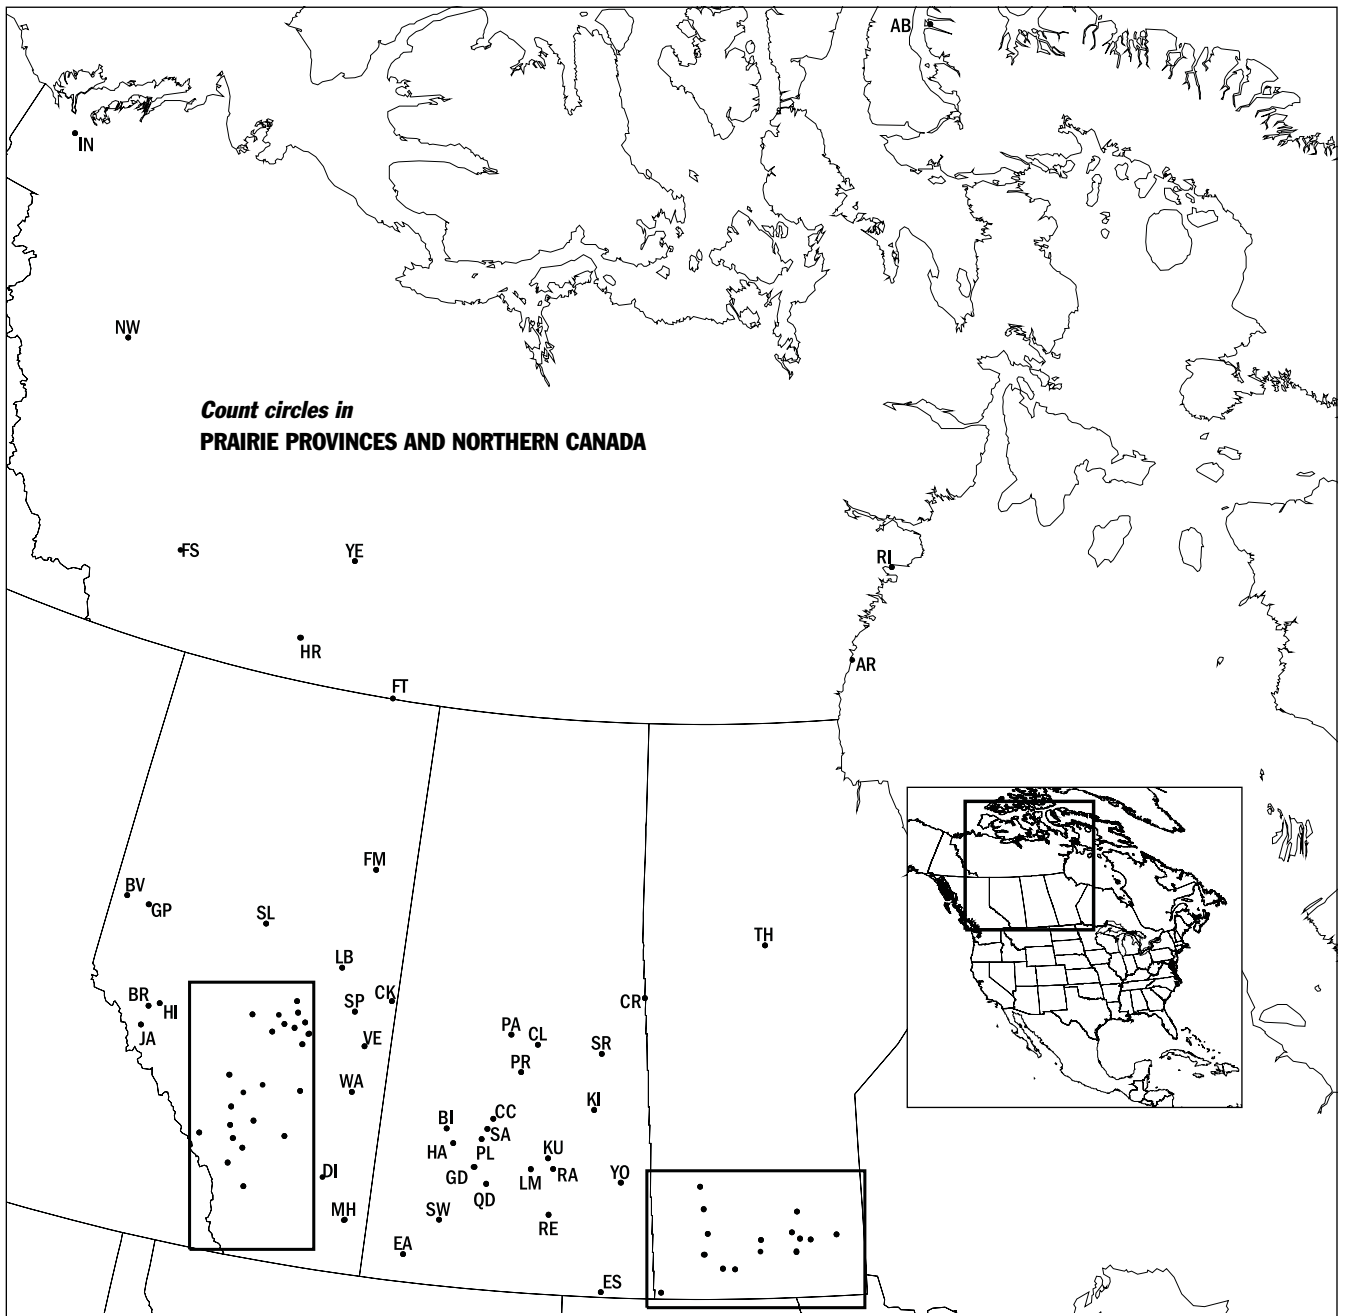 AB
IN
NW
Count circles in
PRAIRIE PROVINCES AND NORTHERN CANADA
FS
YE
RI
HR
AR
FT
FM
BV
GP
SL
TH
LB
BR
HI
SP
CK
CR
JA
VE
PA
CL
SR
PR
WA
KI
BI
CC
SA
HA
PL
KU
GD
LM
RA
YO
DI
QD
MH
SW
RE
EA
ES